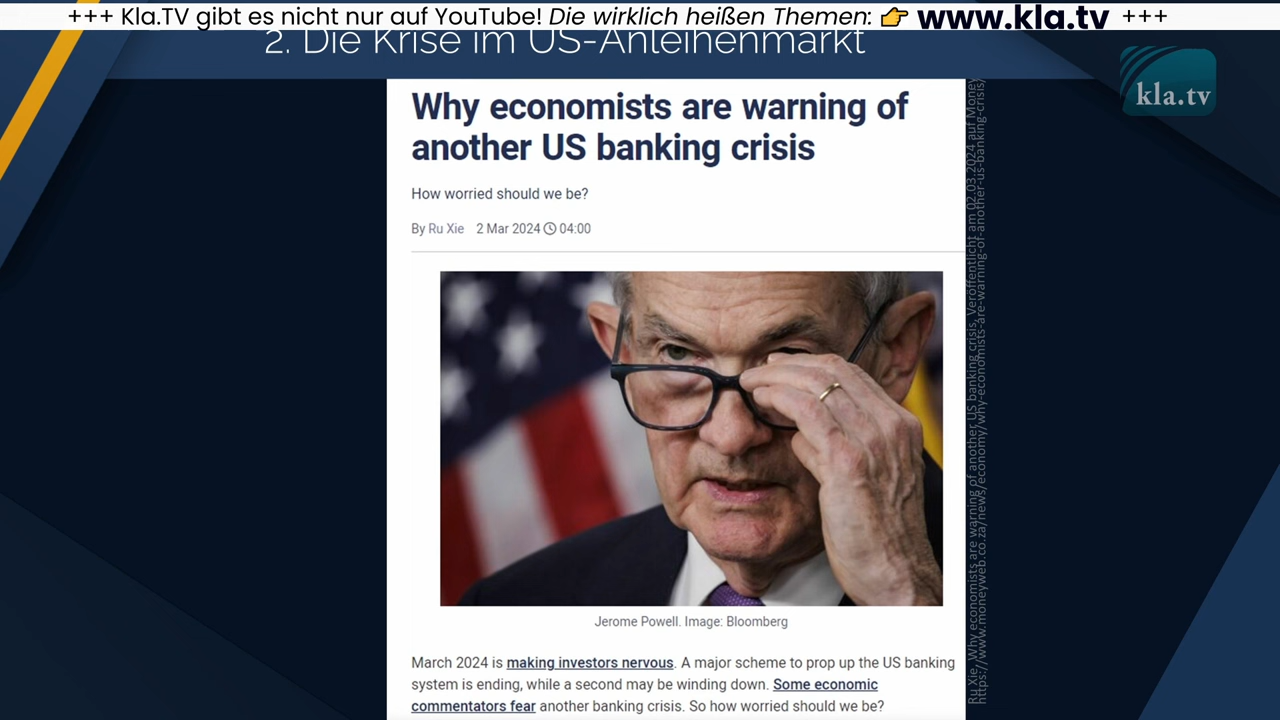 +++ Kla.TV gibt es nicht nur auf YouTube! Die wirklich heißen Themen: 👉 www.kla.tv +++
2. Die Krise im US-Anleihenmarkt
kla.tv
Why economists are warning of
another US banking crisis
How worried should we be?
By Ru Xie 2 Mar 2024 04:00
Jerome Powell. Image: Bloomberg
March 2024 is making investors nervous. A major scheme to prop up the US banking
system is ending, while a second may be winding down. Some economic
commentators fear another banking crisis. So how worried should we be?
Ru Xie, Why economists are warning of another US banking crisis, Veröffentlicht am 02.03.2024 auf Money
https://www.moneyweb.co.za/news/economy/why-economists-are-warning-of-another-us-banking-crisis/